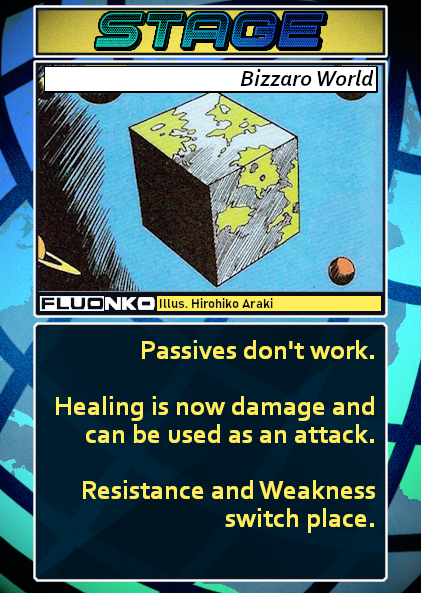 STAGE
Bizzaro World
FLUONKO
Illus. Hirohiko Araki
Passives don't work.
Healing is now damage and
can be used as an attack.
Resistance and Weakness
switch place.